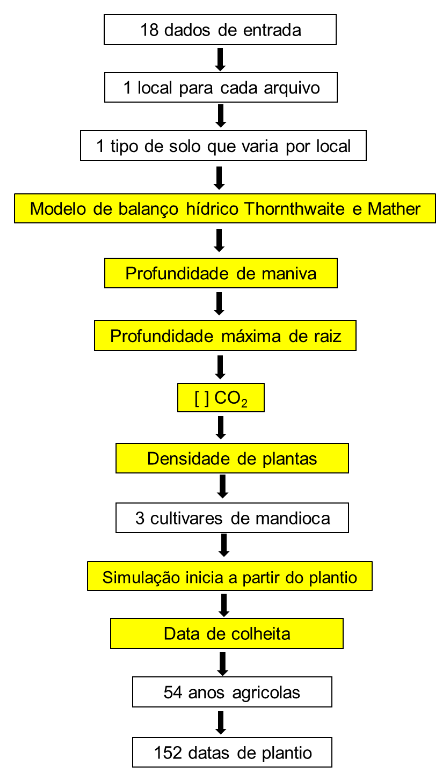 18 dados de entrada
1 local para cada arquivo
1 tipo de solo que varia por local
Modelo de balanço hídrico Thornthwaite e Mather
Profundidade de maniva
Profundidade máxima de raiz
[ ] CO₂
Densidade de plantas
3 cultivares de mandioca
Simulação inicia a partir do plantio
Data de colheita
54 anos agricolas
152 datas de plantio